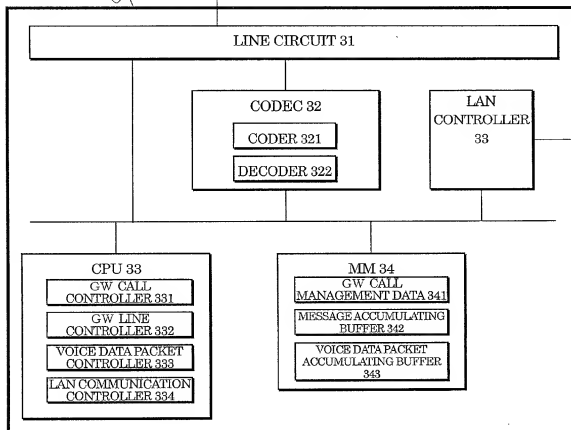 LINE CIRCUIT 31
CODEC 32
CODER 321
DECODER 322
LAN
CONTROLLER
33
CPU 33
GW CALL
CONTROLLER 331
GW LINE
CONTROLLER 332
VOICE DATA PACKET
CONTROLLER 333
LAN COMMUNICATION
CONTROLLER 334
MM 34
GW CALL
MANAGEMENT DATA 341
MESSAGE ACCUMULATING
BUFFER 342
VOICE DATA PACKET
ACCUMULATING BUFFER
343